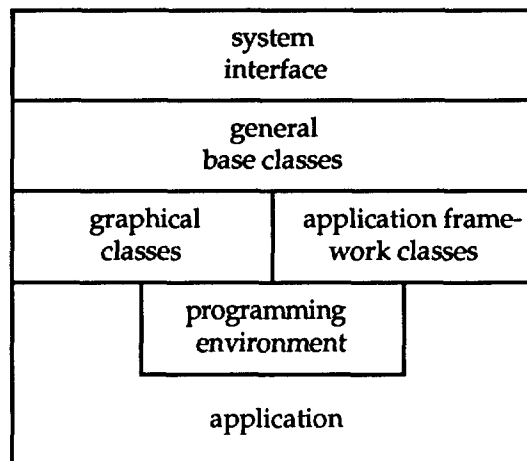 system
interface
general
base classes
graphical
classes
application frame-
work classes
programming
environment
application